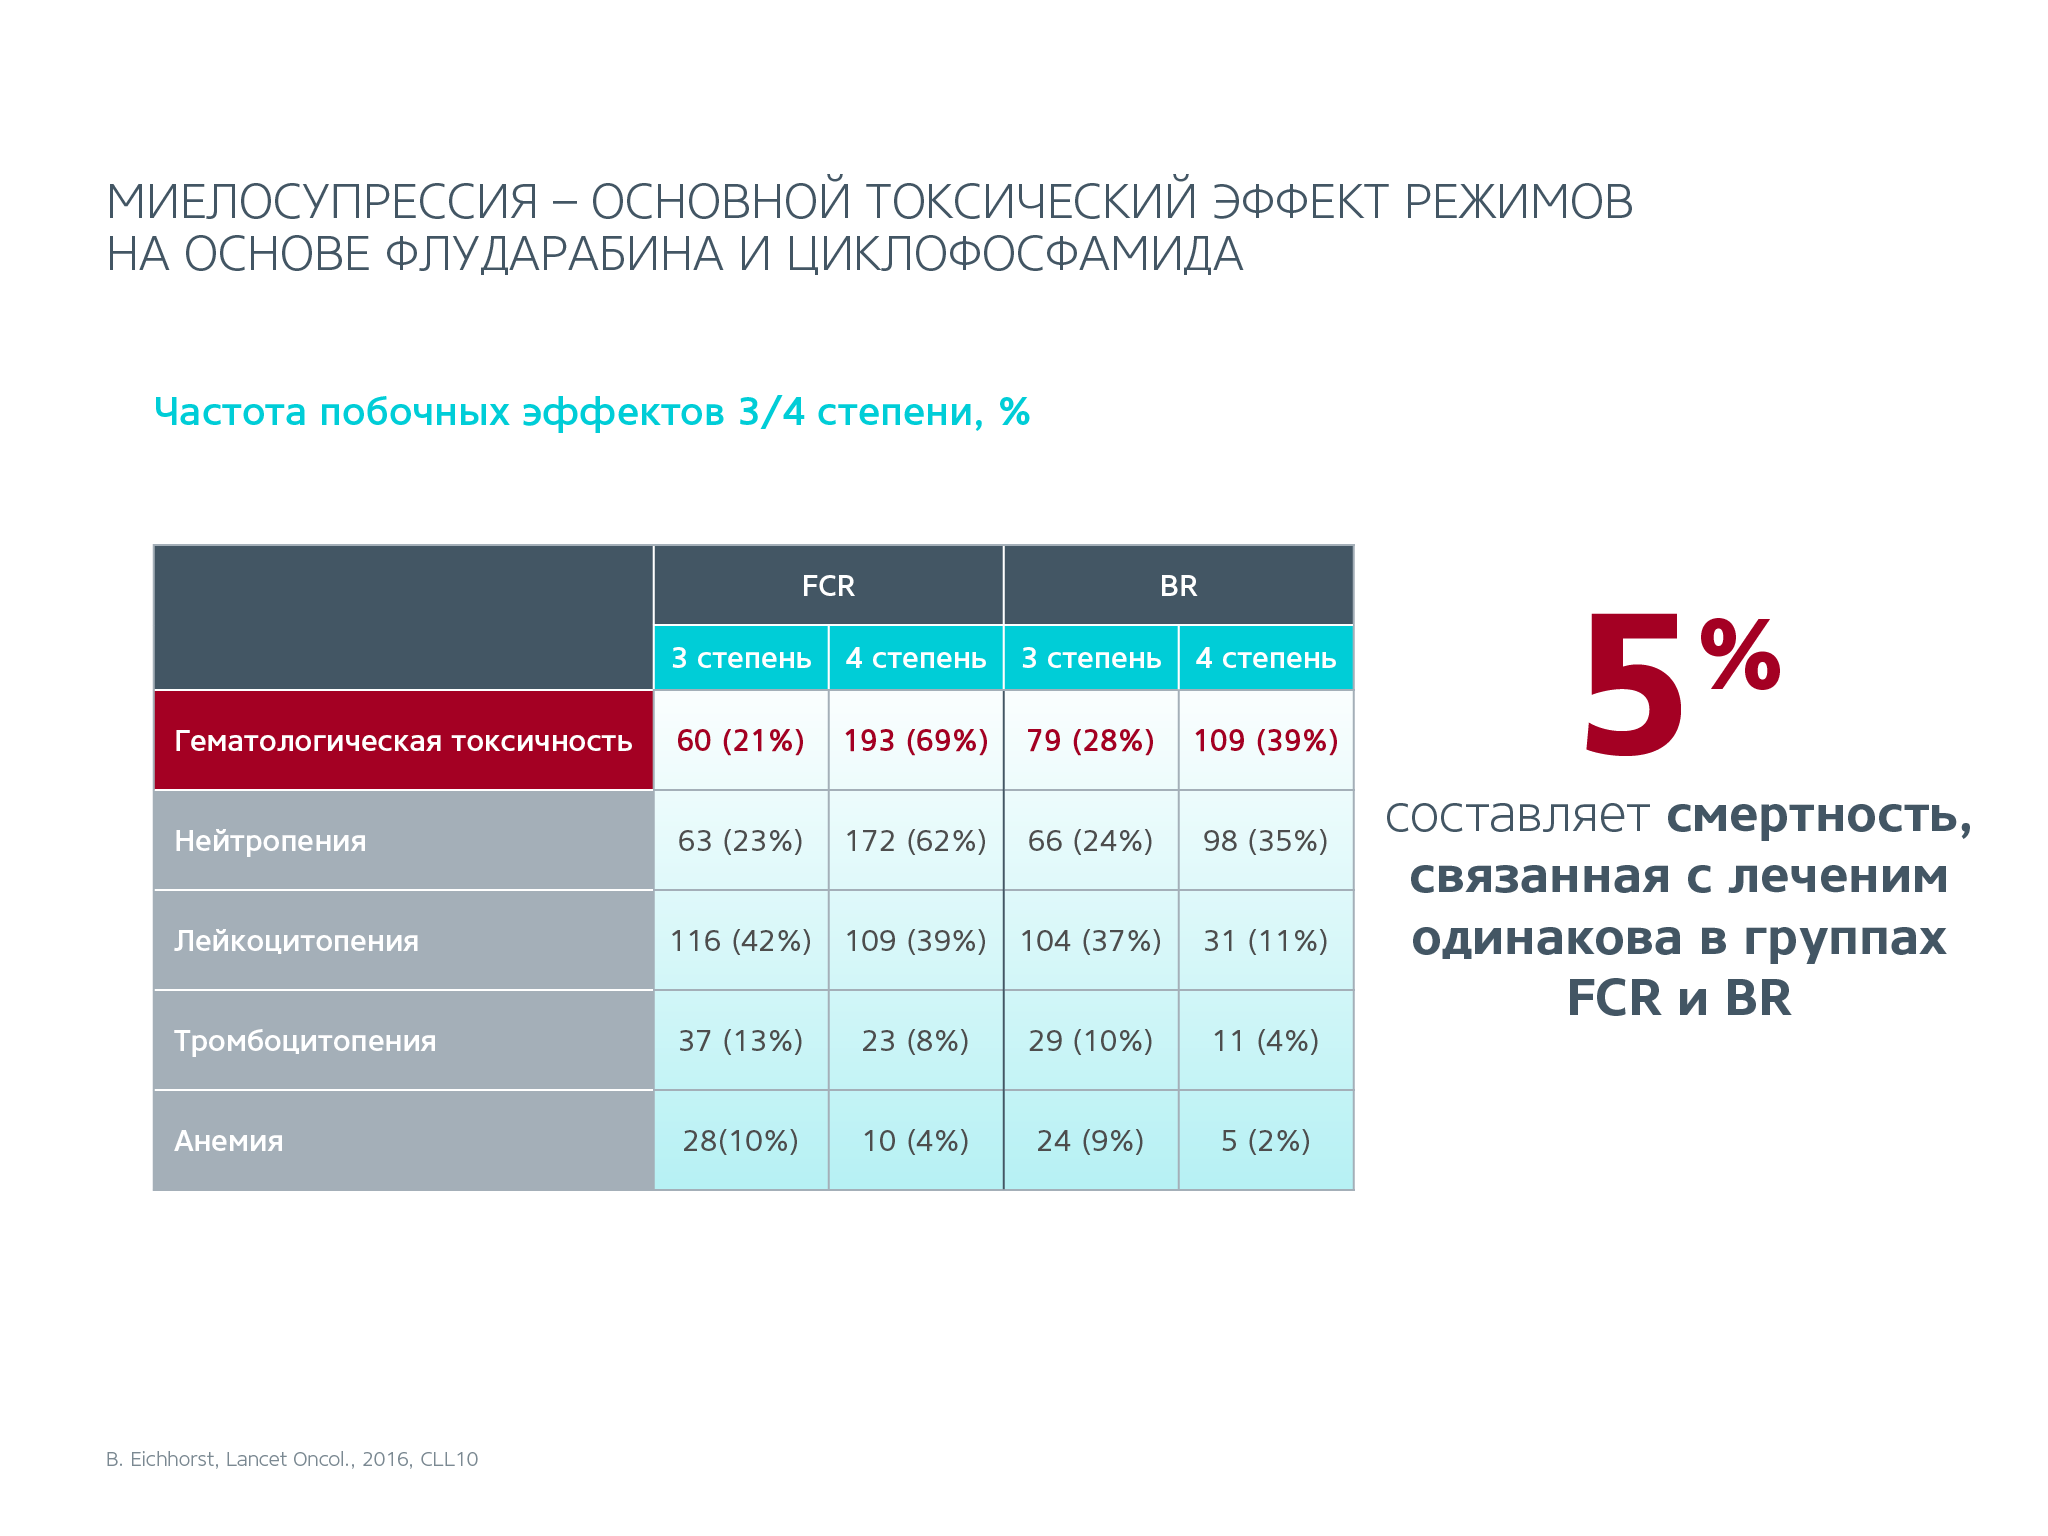 МИЕЛОСУПРЕССИЯ – ОСНОВНОЙ ТОКСИЧЕСКИЙ ЭФФЕКТ РЕЖИМОВ
НА ОСНОВЕ ФЛУДАРАБИНА И ЦИКЛОФОСФАМИДА
Частота побочных эффектов 3/4 степени, %
FCR BR
3 степень 4 степень 3 степень 4 степень
Гематологическая токсичность 60 (21%) 193 (69%) 79 (28%) 109 (39%)
Нейтропения 63 (23%) 172 (62%) 66 (24%) 98 (35%)
Лейкоцитопения 116 (42%) 109 (39%) 104 (37%) 31 (11%)
Тромбоцитопения 37 (13%) 23 (8%) 29 (10%) 11 (4%)
Анемия 28(10%) 10 (4%) 24 (9%) 5 (2%)
5%
составляет смертность,
связанная с леченим
одинакова в группах
FCR и BR
B. Eichhorst, Lancet Oncol., 2016, CLL10